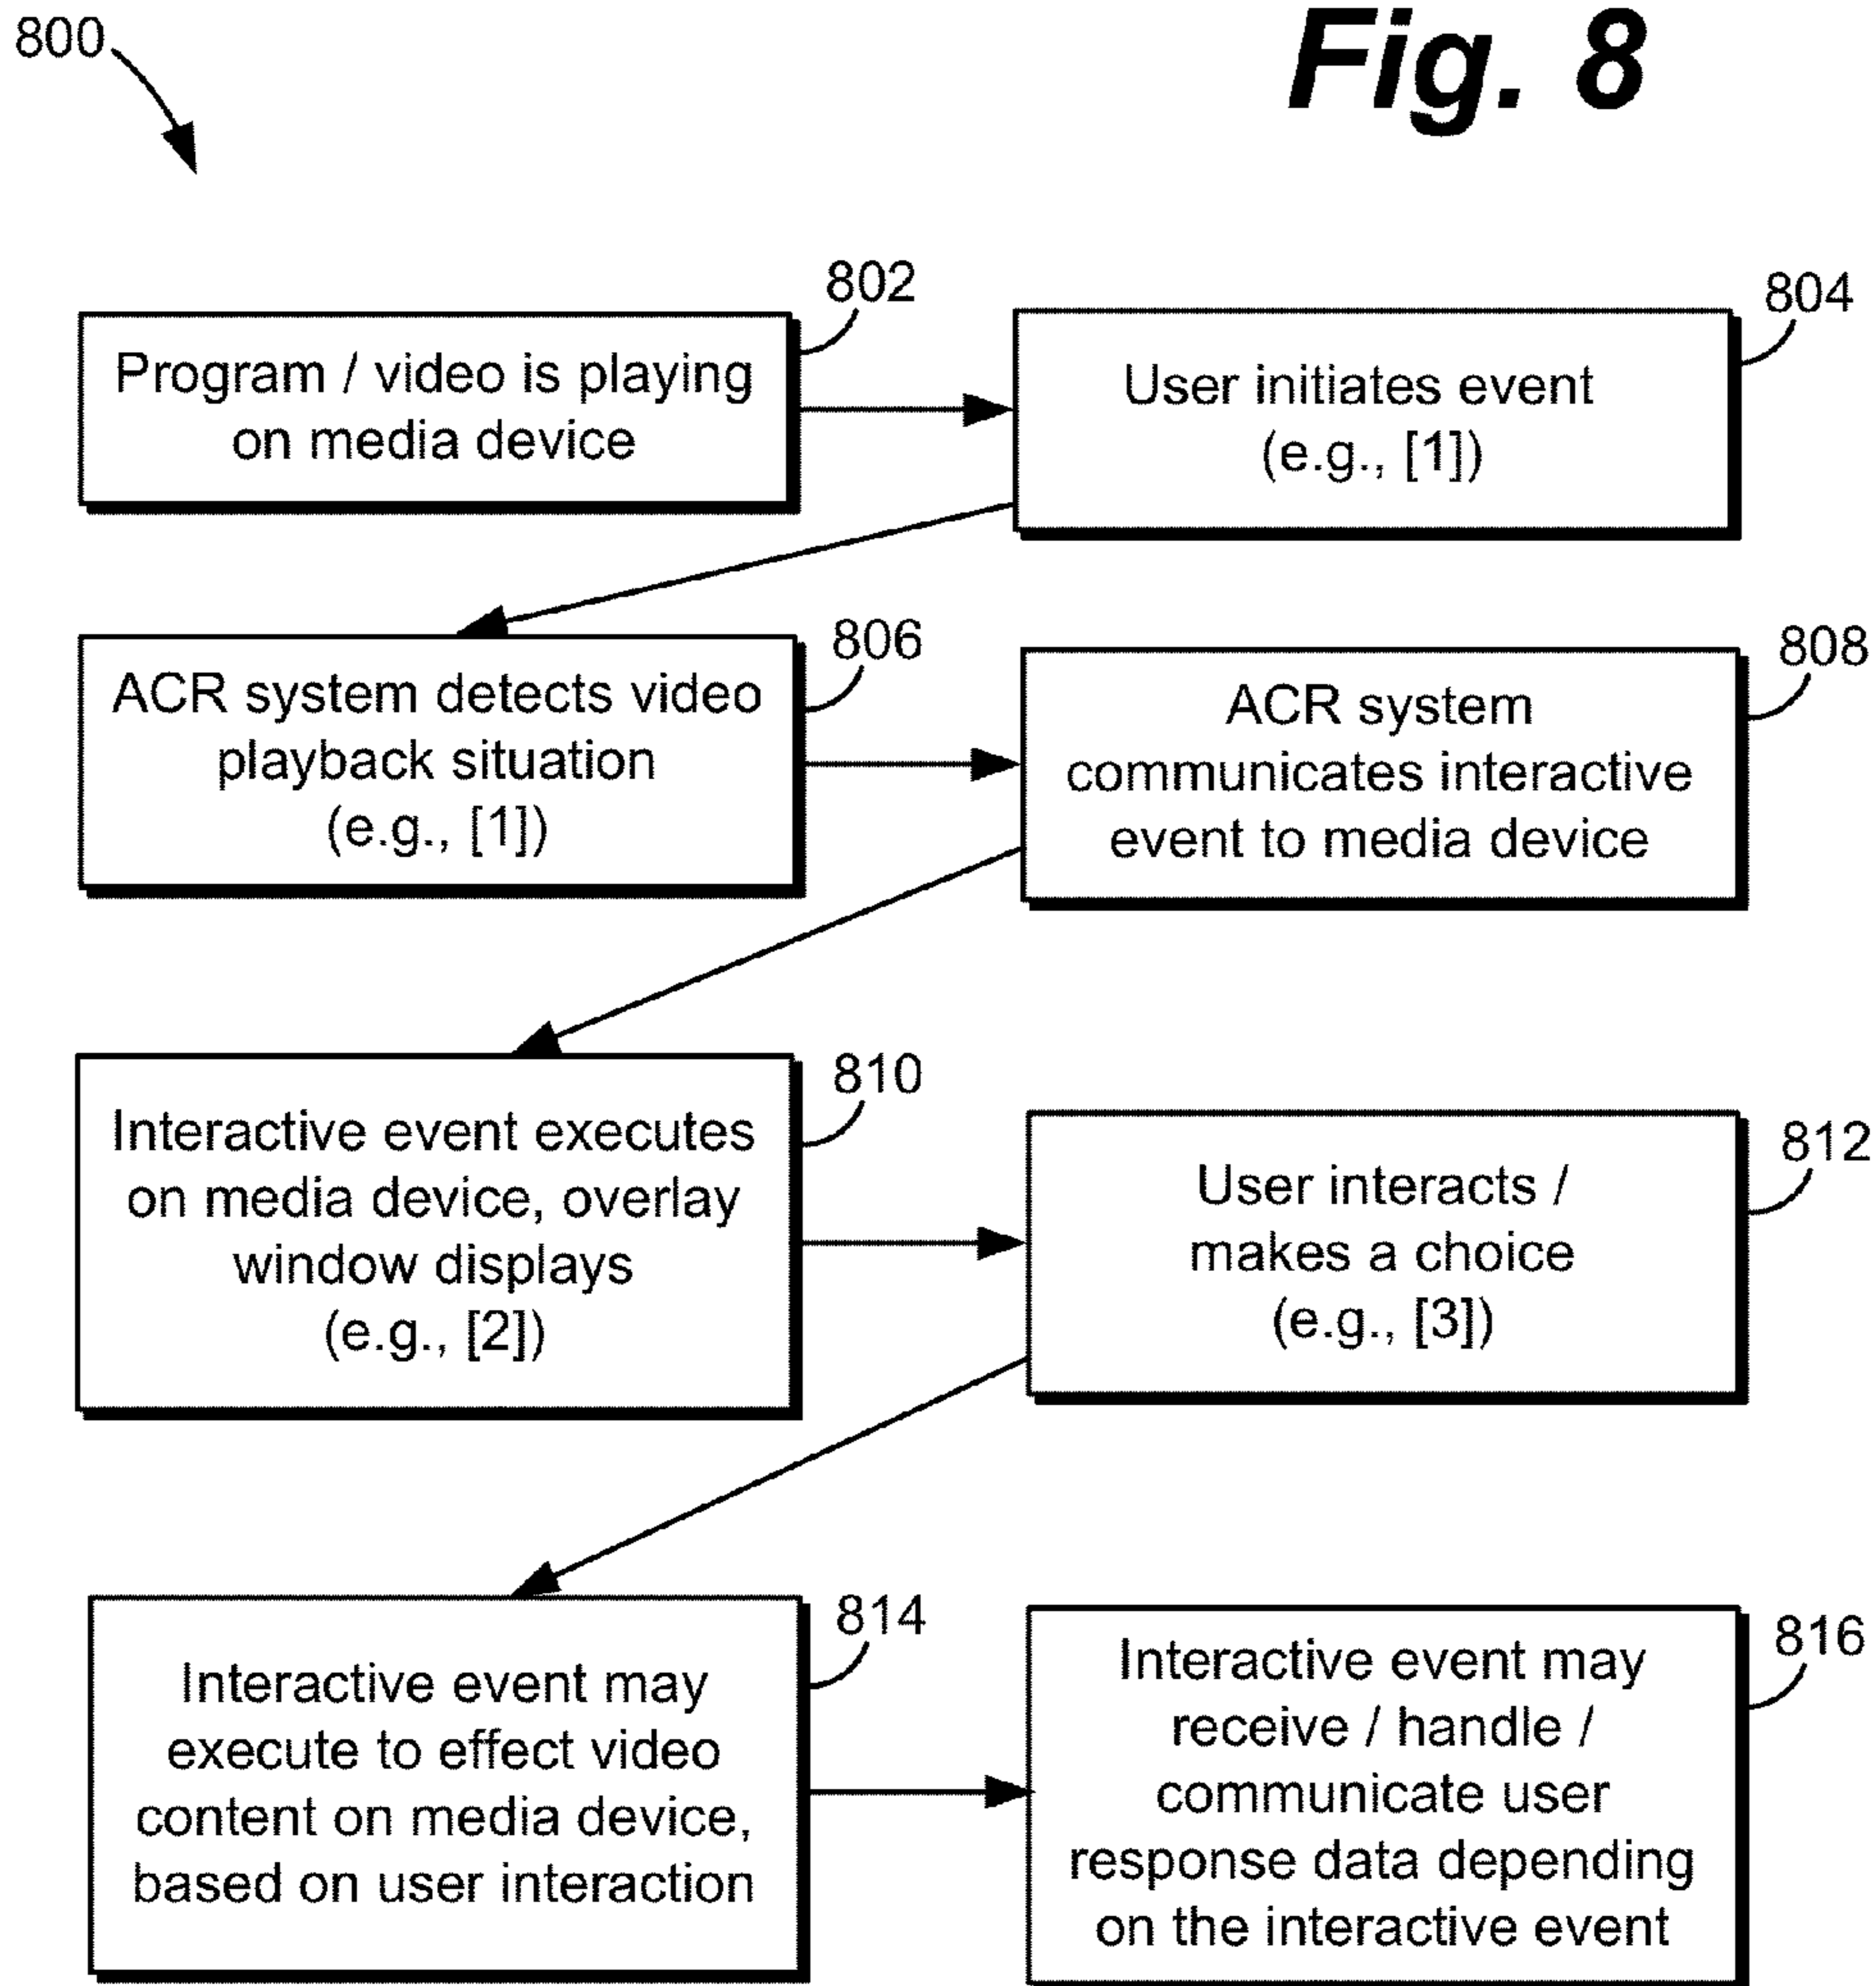 800
Fig. 8
802
Program / video is playing
on media device
804
User initiates event
(e.g., [1])
806
ACR system detects video
playback situation
(e.g., [1])
808
ACR system
communicates interactive
event to media device
810
Interactive event executes
on media device, overlay
window displays
(e.g., [2])
812
User interacts /
makes a choice
(e.g., [3])
814
Interactive event may
execute to effect video
content on media device,
based on user interaction
816
Interactive event may
receive / handle /
communicate user
response data depending
on the interactive event